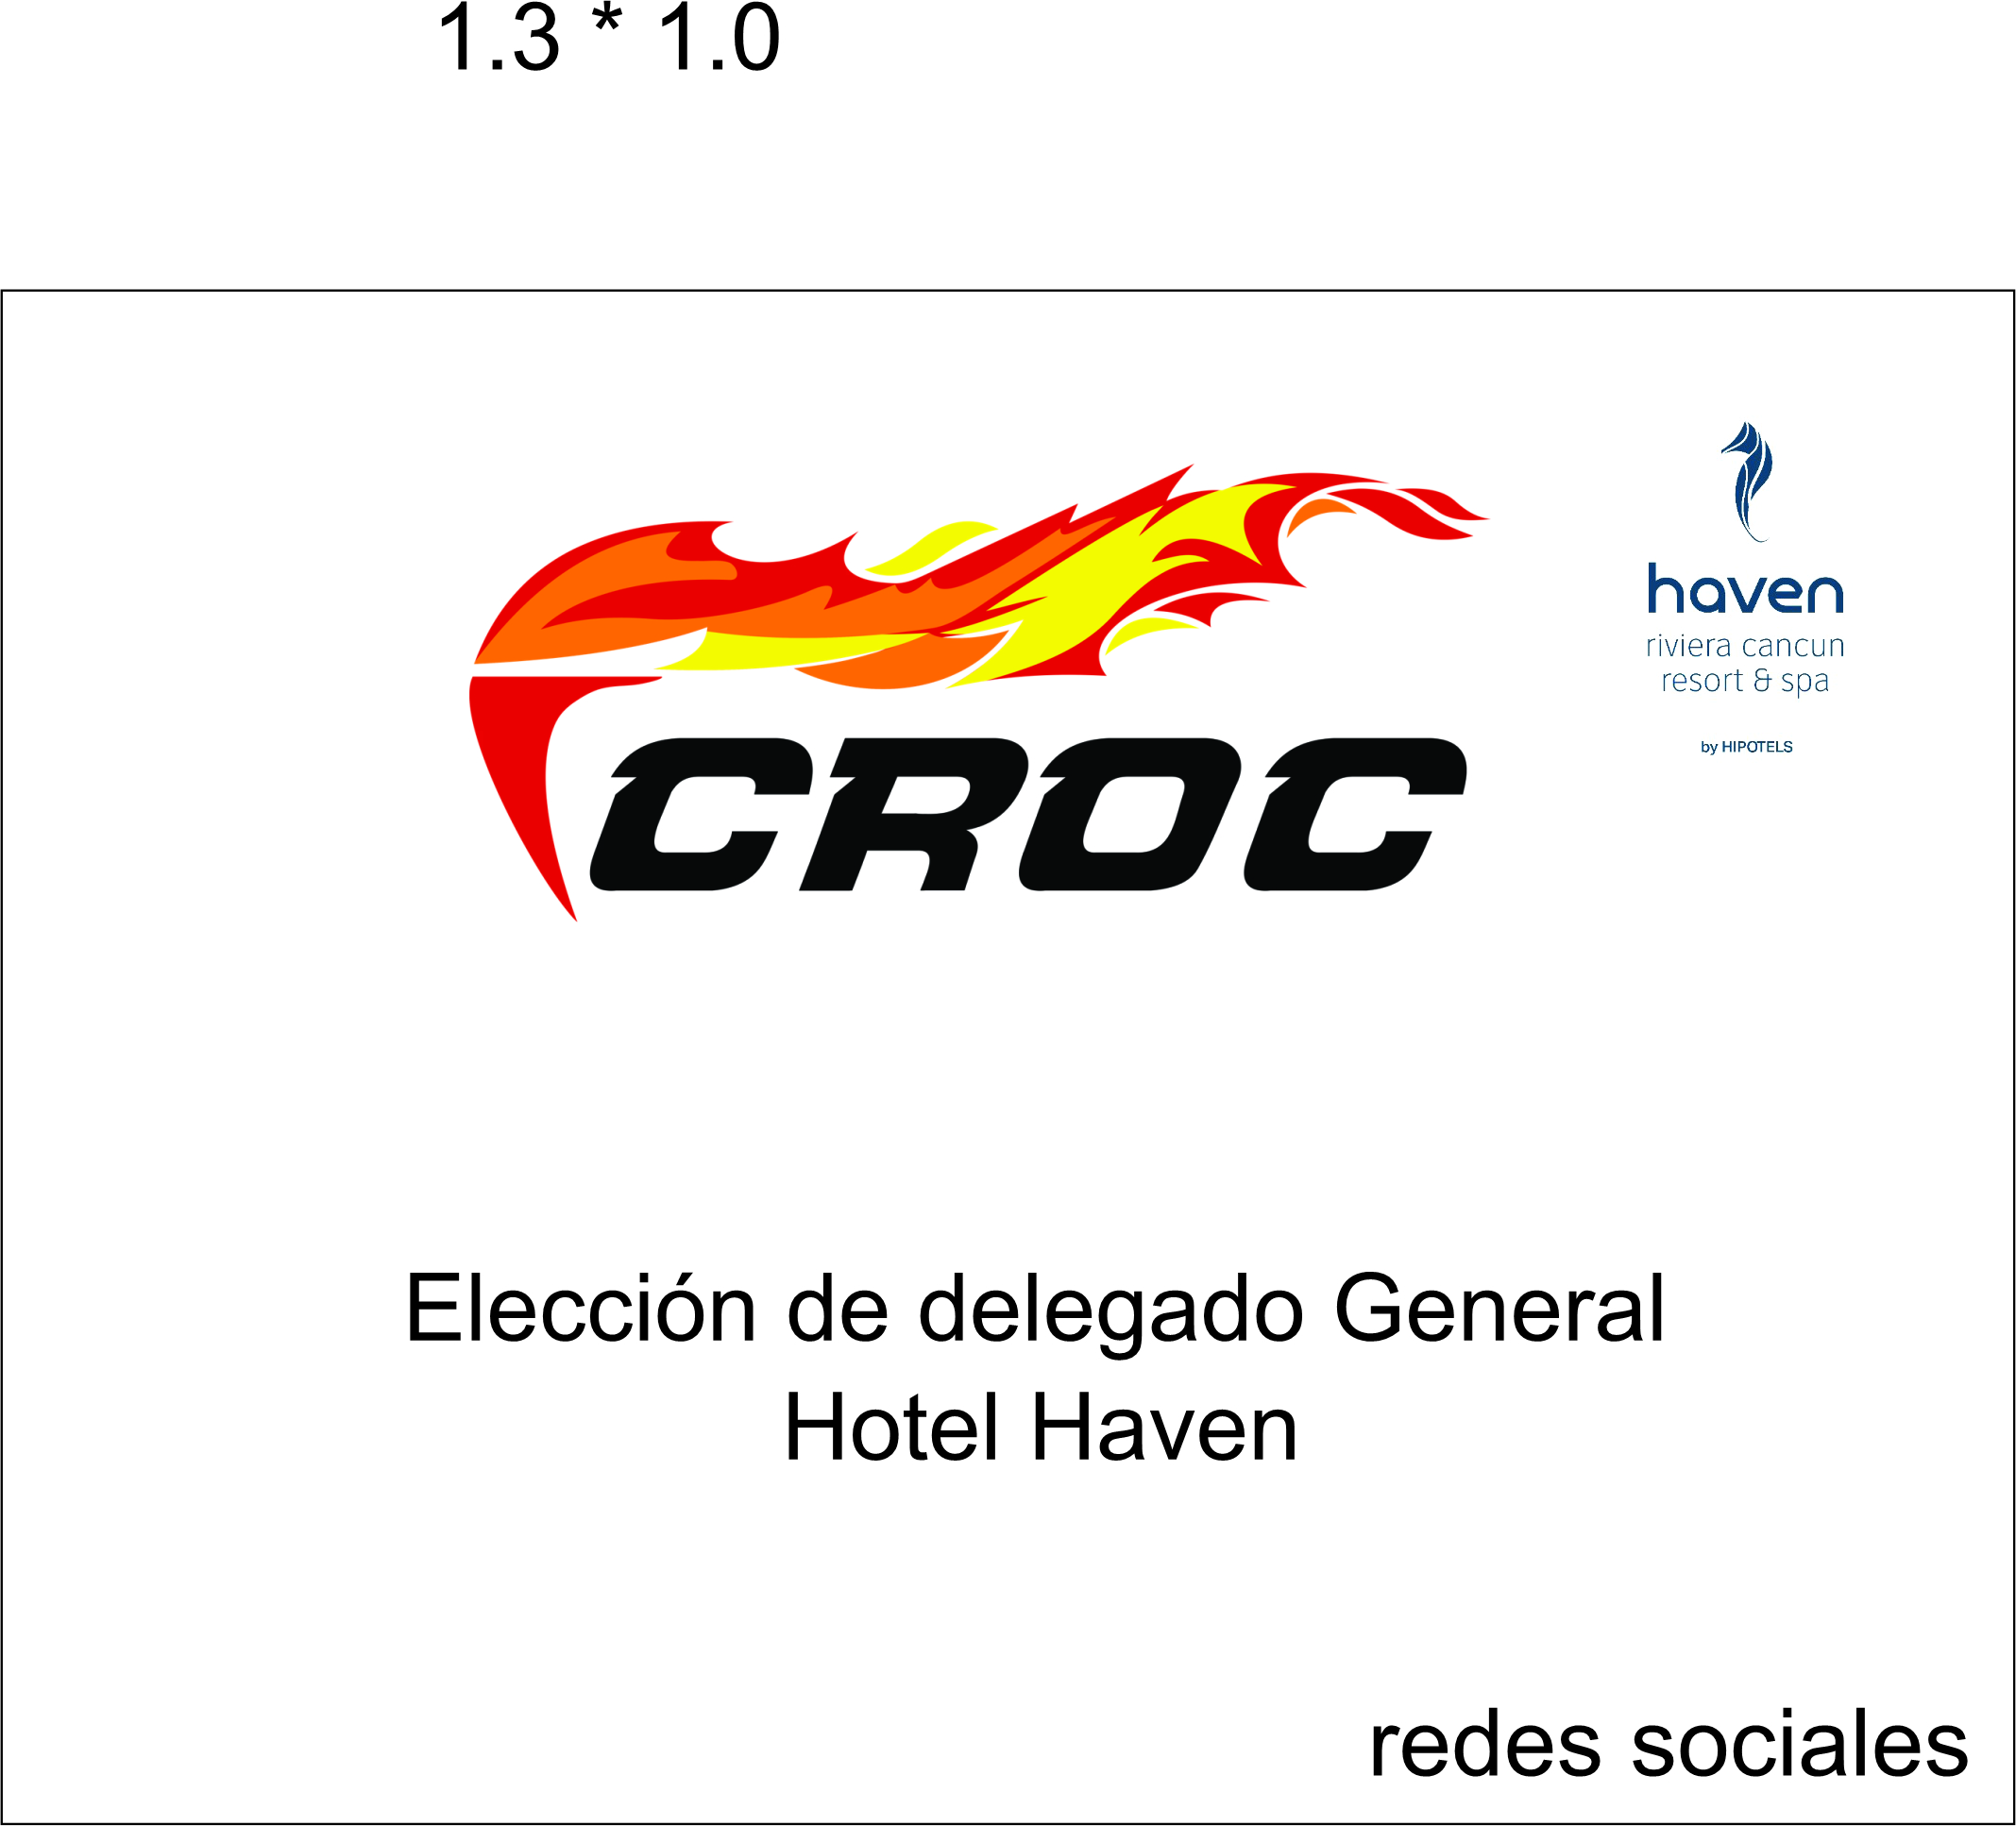 1.3 * 1.0
CROC
haven
riviera cancun
resort & spa
by HIPOTELS
Elección de delegado General
Hotel Haven
redes sociales